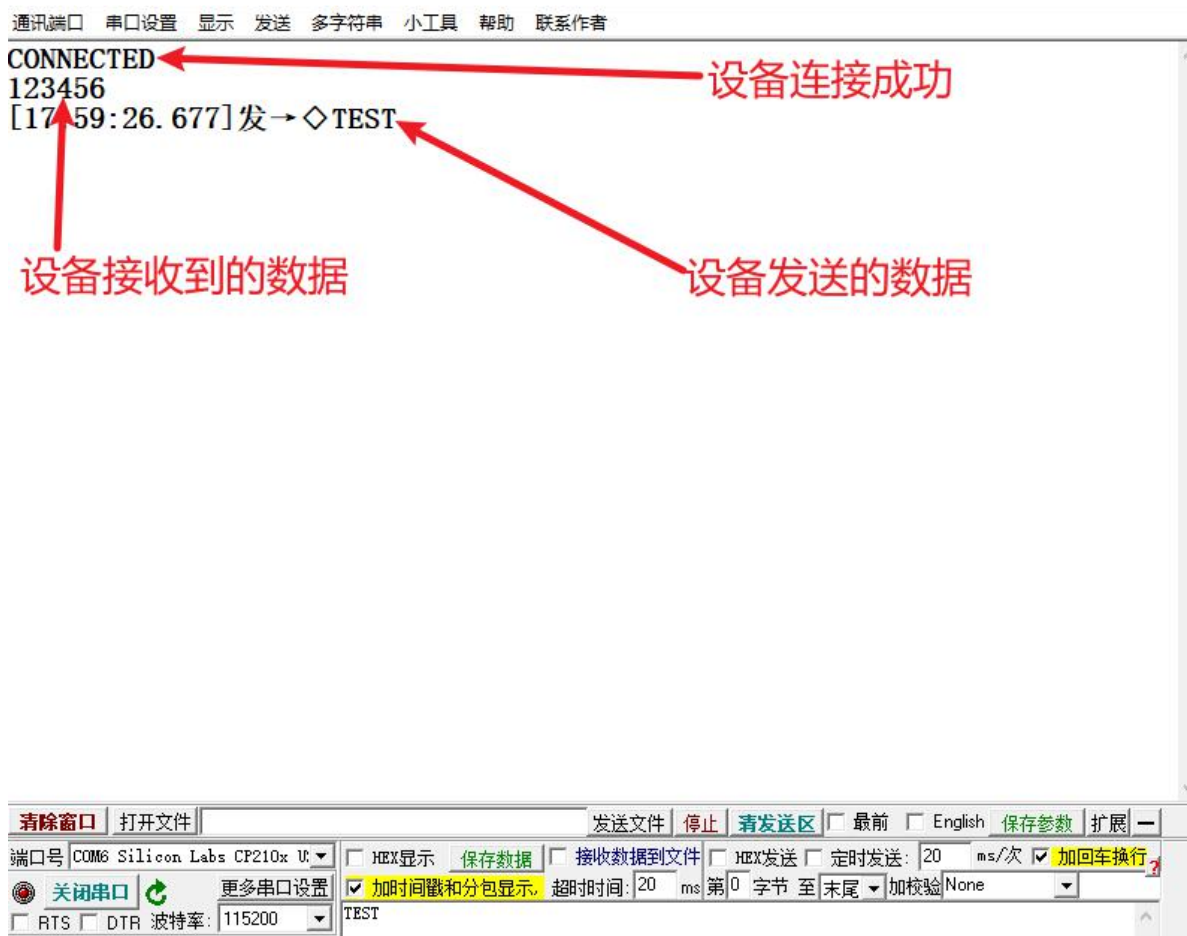 通讯端口 串口设置 显示 发送 多字符串 小工具 帮助 联系作者
CONNECTED
设备连接成功
123456
[17:59:26.677]发→◇TEST
设备接收到的数据
设备发送的数据
清除窗口 打开文件 发送文件 停止 清发送区 最前 English 保存参数 扩展 —
端口号 COM6 Silicon Labs CP210x U HEX显示 保存数据 接收数据到文件 HEX发送 定时发送: 20 ms/次 加回车换行 ?
关闭串口 更多串口设置 加时间戳和分包显示, 超时时间: 20 ms 第 0 字节 至 末尾 加校验 None
RTS DTR 波特率: 115200 TEST